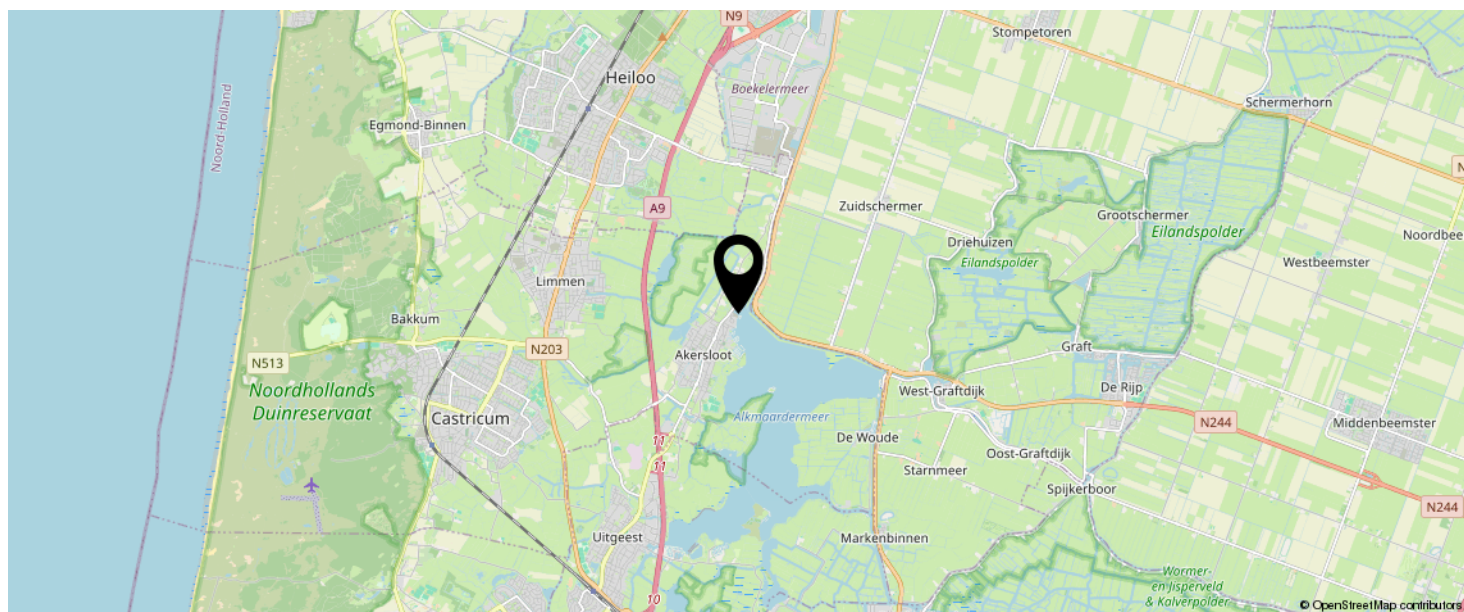 N9
Stompetoren
Heiloo
Boekelermeer
Schermerhorn
Egmond-Binnen
Noord-Holland
N
A9
Zuidschermer
Grootschermer
Eilandspolder
Driehuizen
Eilandspolder
Noordbee
Westbeemster
Limmen
Bakkum
N203
N513
Akersloot
Graft
De Rijp
West-Graftdijk
Noordhollands
Duinreservaat
Castricum
Alkmaardermeer
N244
Middenbeemster
De Woude
11
11
Oost-Graftdijk
Starnmeer
Spijkerboor
N244
Uitgeest
Markenbinnen
Wormer-
en-Jisperveld
& Kalverpolder
10
© OpenStreetMap contributors